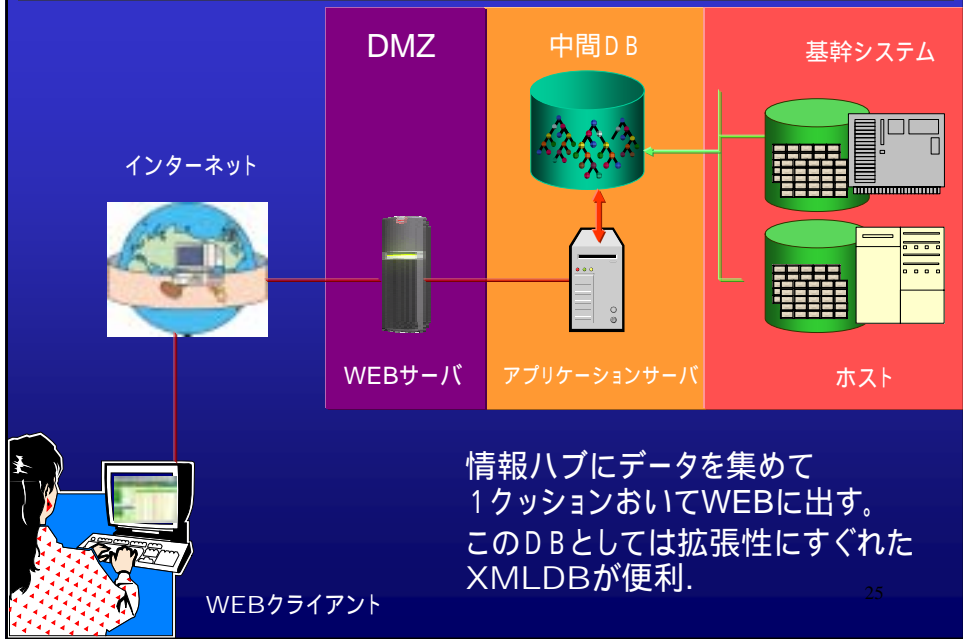 DMZ
中間DB
基幹システム
インターネット
WEBサーバ
アプリケーションサーバ
ホスト
情報ハブにデータを集めて
1クッションおいてWEBに出す。
このDBとしては拡張性にすぐれた
XMLDBが便利.
25
WEBクライアント